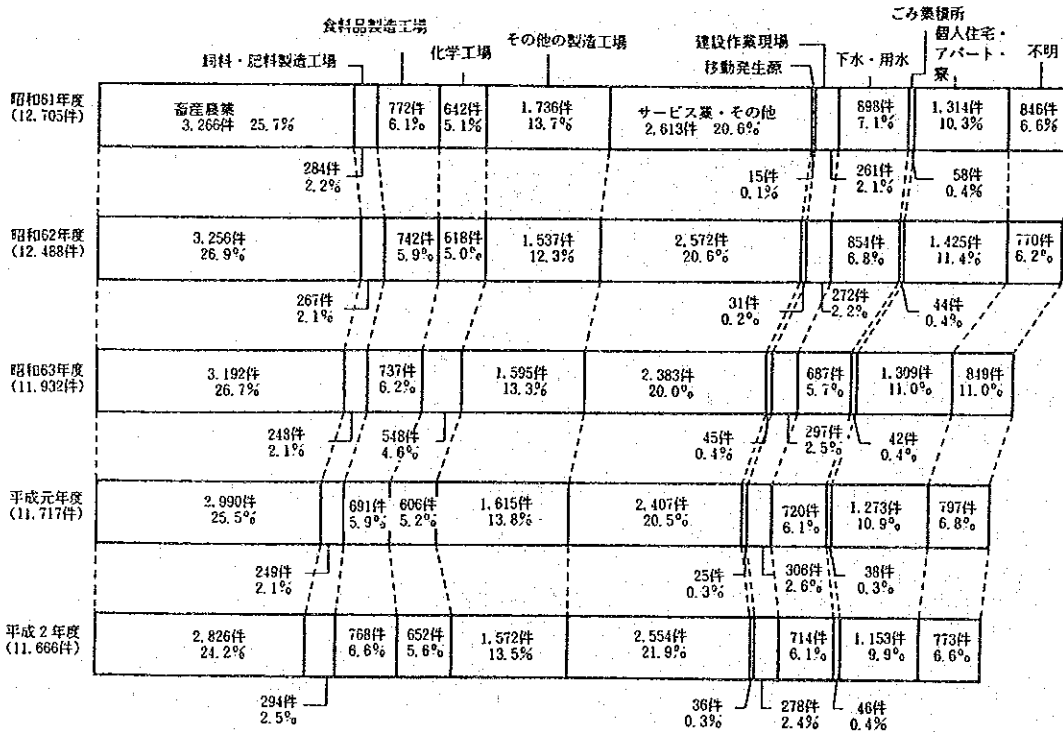 ごみ集積所
食料品製造工場
個人住宅・
化学工場
その他の製造工場
建設作業現場
アパート・
飼料・肥料製造工場
移動発生源
下水・用水
寮
不明
昭和61年度
(12.705件)
畜産農業
3.266件 25.7%
772件
6.1%
642件
5.1%
1.736件
13.7%
サービス業・その他
2,613件 20.6%
898件
7.1%
1,314件
10.3%
846件
6.6%
284件
2.2%
15件
0.1%
261件
2.1%
58件
0.4%
昭和62年度
(12.488件)
3.256件
26.9%
742件
5.9%
618件
5.0%
1.537件
12.3%
2,572件
20.6%
854件
6.8%
1.425件
11.4%
770件
6.2%
267件
2.1%
31件
0.2%
272件
2.2%
44件
0.4%
昭和63年度
(11.932件)
3.192件
26.7%
737件
6.2%
1.595件
13.3%
2.383件
20.0%
687件
5.7%
1.309件
11.0%
819件
11.0%
248件
2.1%
548件
4.6%
45件
0.4%
297件
2.5%
42件
0.4%
平成元年度
(11.717件)
2.990件
25.5%
691件
5.9%
606件
5.2%
1,615件
13.8%
2,407件
20.5%
720件
6.1%
1.273件
10.9%
797件
6.8%
249件
2.1%
25件
0.3%
306件
2.6%
38件
0.3%
平成2年度
(11.666件)
2,826件
24.2%
768件
6.6%
652件
5.6%
1,572件
13.5%
2,554件
21.9%
714件
6.1%
1.153件
9.9%
773件
6.6%
294件
2.5%
36件
0.3%
278件
2.4%
46件
0.4%